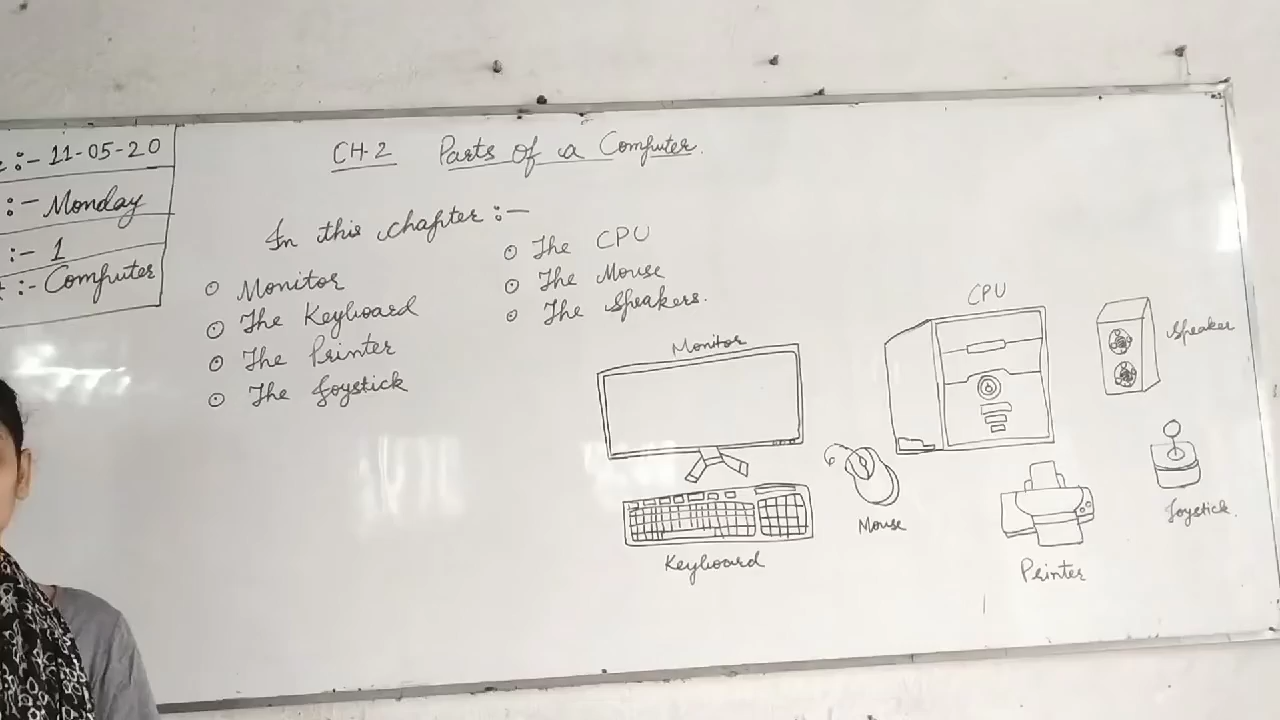 :- 11-05-20
:- Monday
:- 1
:- Computer
CH-2 Parts of a Computer.
In this chapter :-
⊙ Monitor
⊙ The Keyboard
⊙ The Printer
⊙ The Joystick
⊙ The CPU
⊙ The Mouse
⊙ The Speakers.
Monitor
CPU
Speaker
Keyboard
Mouse
Printer
Joystick.